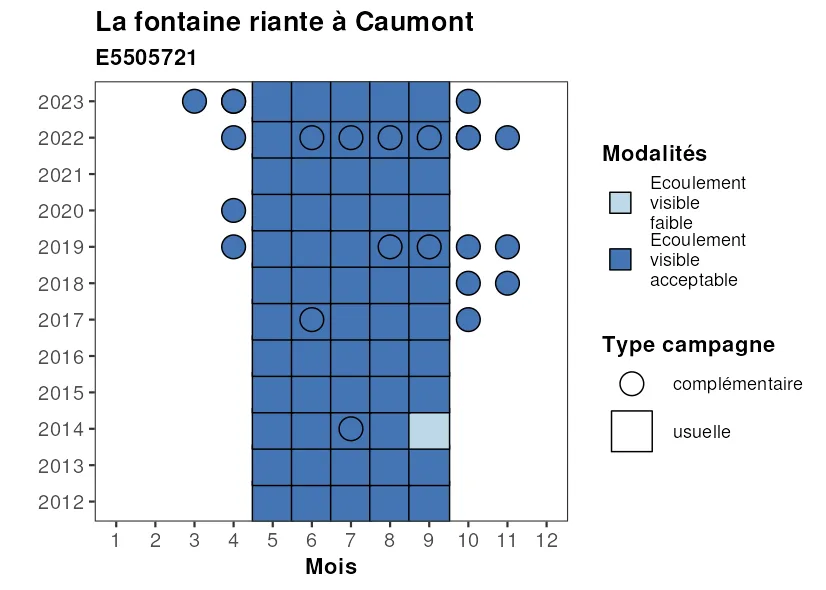 La fontaine riante à Caumont
E5505721
2023
2022
2021
2020
2019
2018
2017
2016
2015
2014
2013
2012
1 2 3 4 5 6 7 8 9 10 11 12
Mois
Modalités
Ecoulement
visible
faible
Ecoulement
visible
acceptable
Type campagne
complémentaire
usuelle